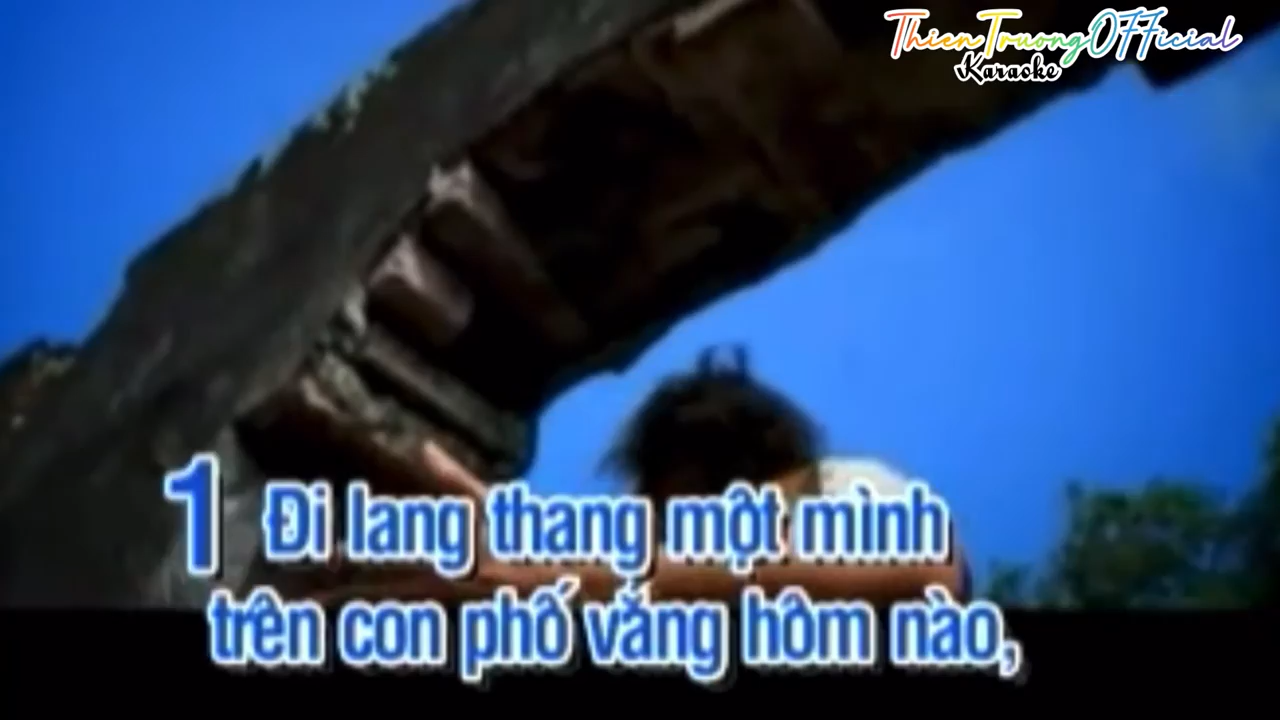 ThienTruongOFFicial
Karaoke
1 Đi lang thang một mình
trên con phố vắng hôm nào,